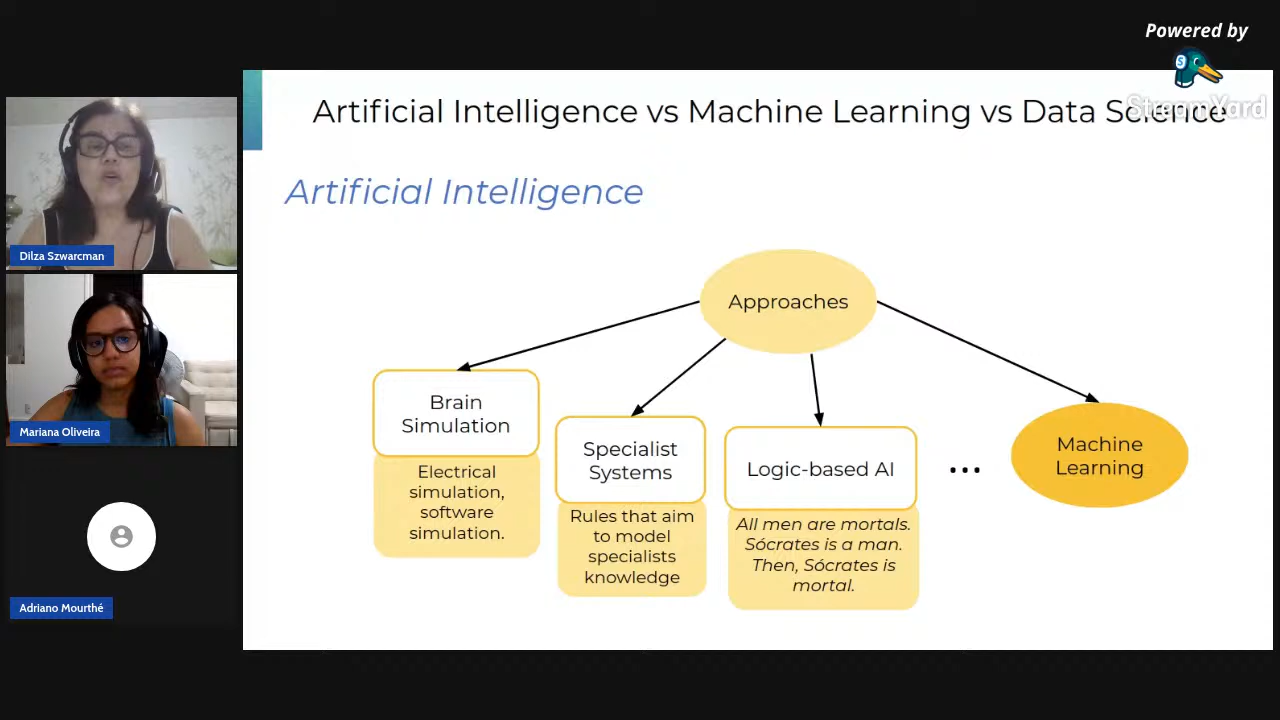 Powered by
S
StreamYard
Artificial Intelligence vs Machine Learning vs Data Science
Artificial Intelligence
Approaches
Brain
Simulation
Electrical
simulation,
software
simulation.
Specialist
Systems
Rules that aim
to model
specialists
knowledge
Logic-based AI
All men are mortals.
Sócrates is a man.
Then, Sócrates is
mortal.
...
Machine
Learning
Dilza Szwarcman
Mariana Oliveira
Adriano Mourthé